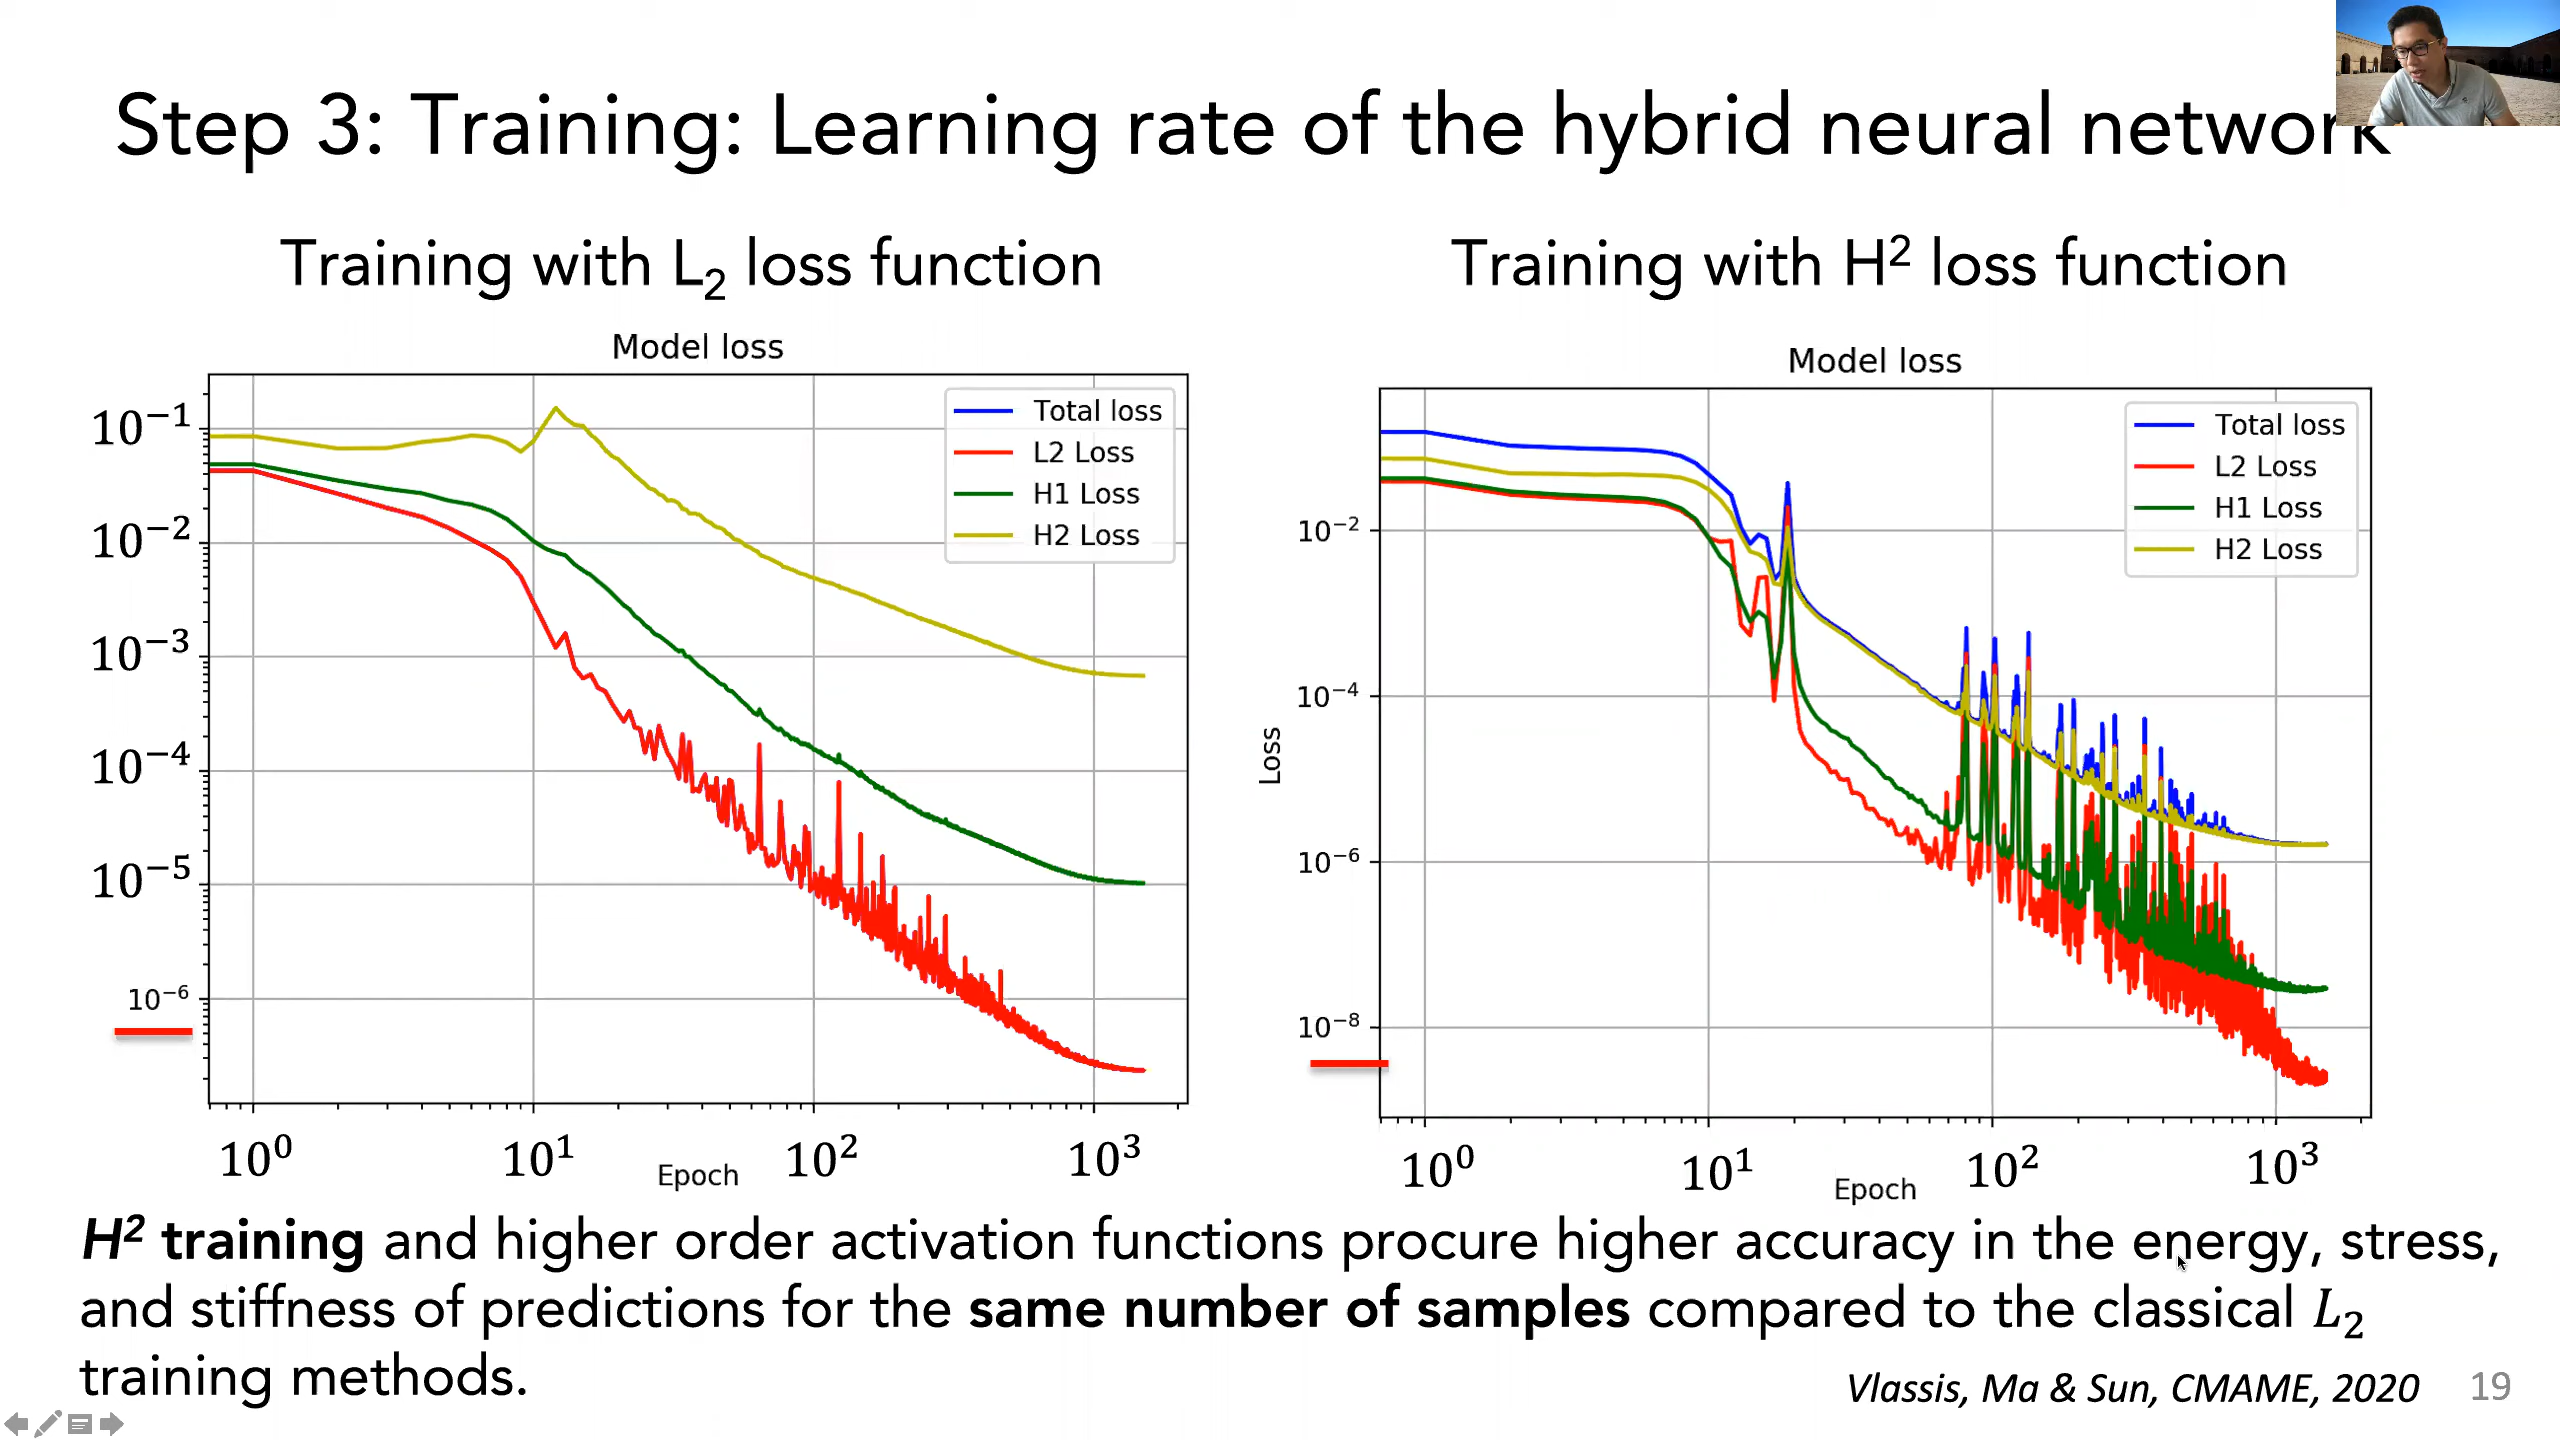 Step 3: Training: Learning rate of the hybrid neural network
Training with L₂ loss function
Training with H² loss function
Model loss
Total loss
L2 Loss
H1 Loss
H2 Loss
10⁻¹
10⁻²
10⁻³
10⁻⁴
10⁻⁵
10⁻⁶
10⁰
10¹
10²
10³
Epoch
Model loss
Total loss
L2 Loss
H1 Loss
H2 Loss
Loss
10⁻²
10⁻⁴
10⁻⁶
10⁻⁸
10⁰
10¹
10²
10³
Epoch
H² training and higher order activation functions procure higher accuracy in the energy, stress,
and stiffness of predictions for the same number of samples compared to the classical L₂
training methods.
Vlassis, Ma & Sun, CMAME, 2020
19